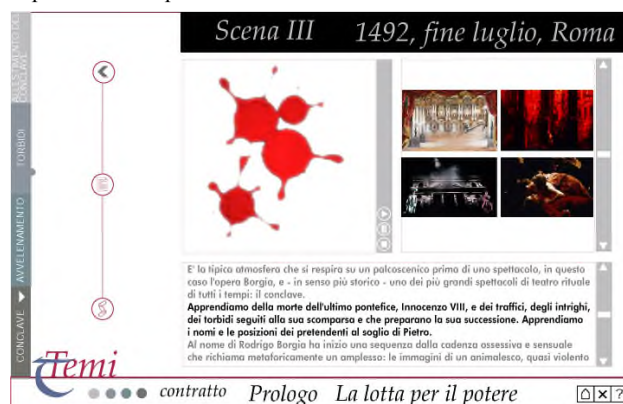 Scena III 1492, fine luglio, Roma
ALLESTIMENTO DEL
CONCLAVE
TORBIDI
AVVELENAMENTO
CONCLAVE
E' la tipica atmosfera che si respira su un palcoscenico prima di uno spettacolo, in questo
caso l'opera Borgia, e - in senso più storico - uno dei più grandi spettacoli di teatro rituale
di tutti i tempi: il conclave.
Apprendiamo della morte dell'ultimo pontefice, Innocenzo VIII, e dei traffici, degli intrighi,
dei torbidi seguiti alla sua scomparsa e che preparano la sua successione. Apprendiamo
i nomi e le posizioni dei pretendenti al soglio di Pietro.
Al nome di Rodrigo Borgia ha inizio una sequenza dalla cadenza ossessiva e sensuale
che richiama metaforicamente un amplesso: le immagini di un animalesco, quasi violento
Temi
contratto Prologo La lotta per il potere
?